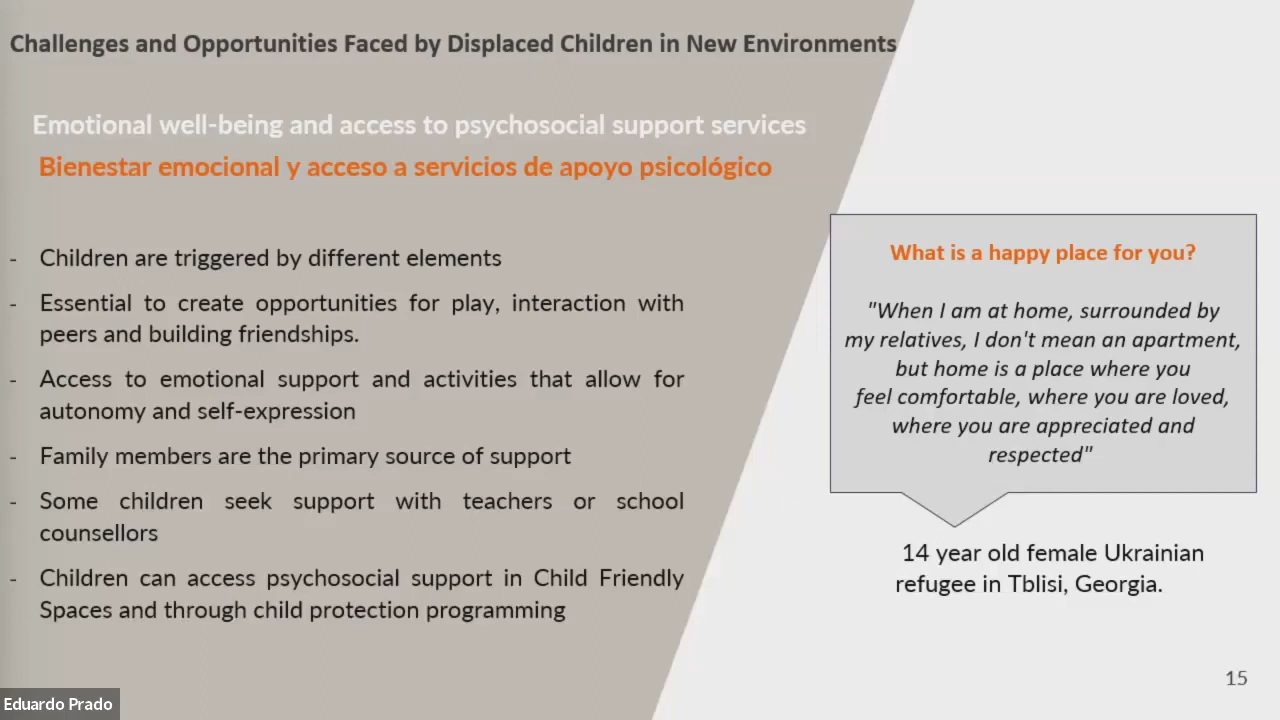 Challenges and Opportunities Faced by Displaced Children in New Environments
Emotional well-being and access to psychosocial support services
Bienestar emocional y acceso a servicios de apoyo psicológico
- Children are triggered by different elements
- Essential to create opportunities for play, interaction with
peers and building friendships.
- Access to emotional support and activities that allow for
autonomy and self-expression
- Family members are the primary source of support
- Some children seek support with teachers or school
counsellors
- Children can access psychosocial support in Child Friendly
Spaces and through child protection programming
What is a happy place for you?
"When I am at home, surrounded by
my relatives, I don't mean an apartment,
but home is a place where you
feel comfortable, where you are loved,
where you are appreciated and
respected"
14 year old female Ukrainian
refugee in Tblisi, Georgia.
15
Eduardo Prado